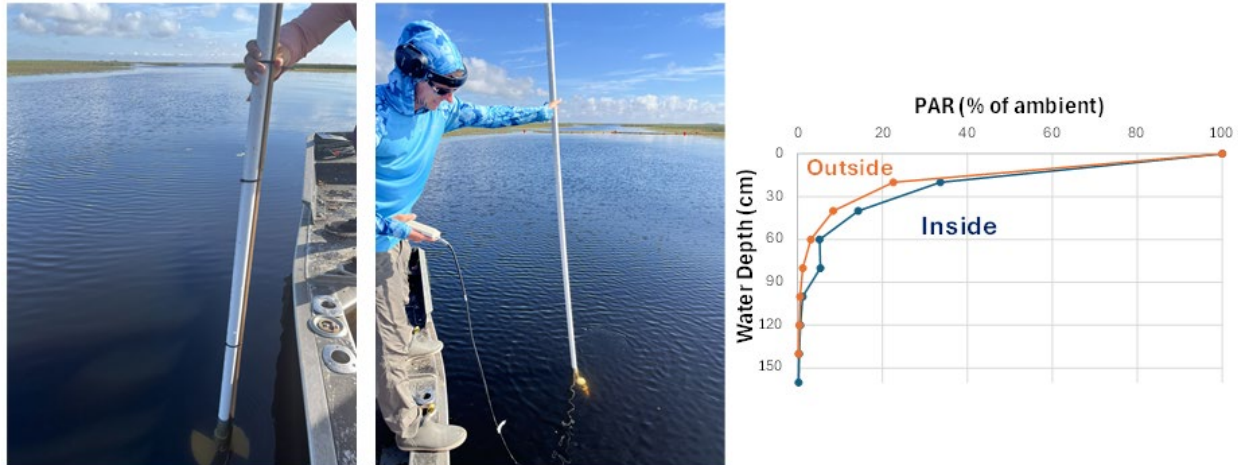 PAR (% of ambient)
0 20 40 60 80 100
0
30
60
90
120
150
Water Depth (cm)
Outside
Inside